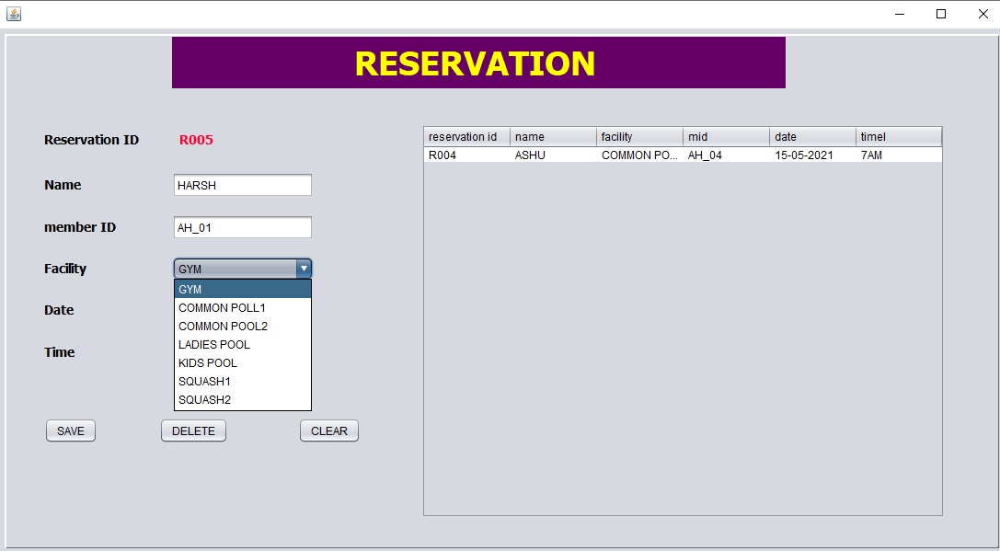 RESERVATION
Reservation ID R005
Name HARSH
member ID AH_01
Facility GYM
GYM
COMMON POLL1
COMMON POOL2
LADIES POOL
KIDS POOL
SQUASH1
SQUASH2
Date
Time
SAVE DELETE CLEAR
reservation id name facility mid date timel
R004 ASHU COMMON PO... AH_04 15-05-2021 7AM